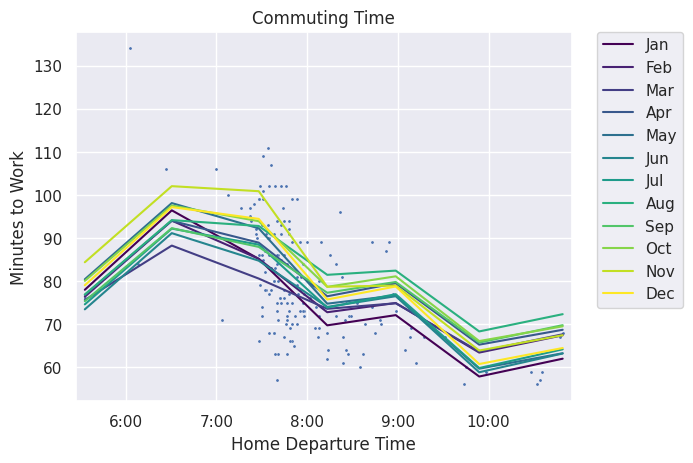 Commuting Time
Minutes to Work
130
120
110
100
90
80
70
60
6:00
7:00
8:00
9:00
10:00
Home Departure Time
Jan
Feb
Mar
Apr
May
Jun
Jul
Aug
Sep
Oct
Nov
Dec